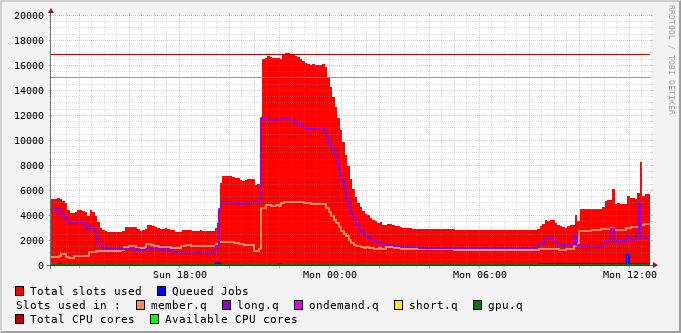 20000
18000
16000
14000
12000
10000
8000
6000
4000
2000
0
Sun 18:00 Mon 00:00 Mon 06:00 Mon 12:00
Total slots used Queued Jobs
Slots used in : member.q long.q ondemand.q short.q gpu.q
Total CPU cores Available CPU cores
RRDTOOL / TOBI OETIKER